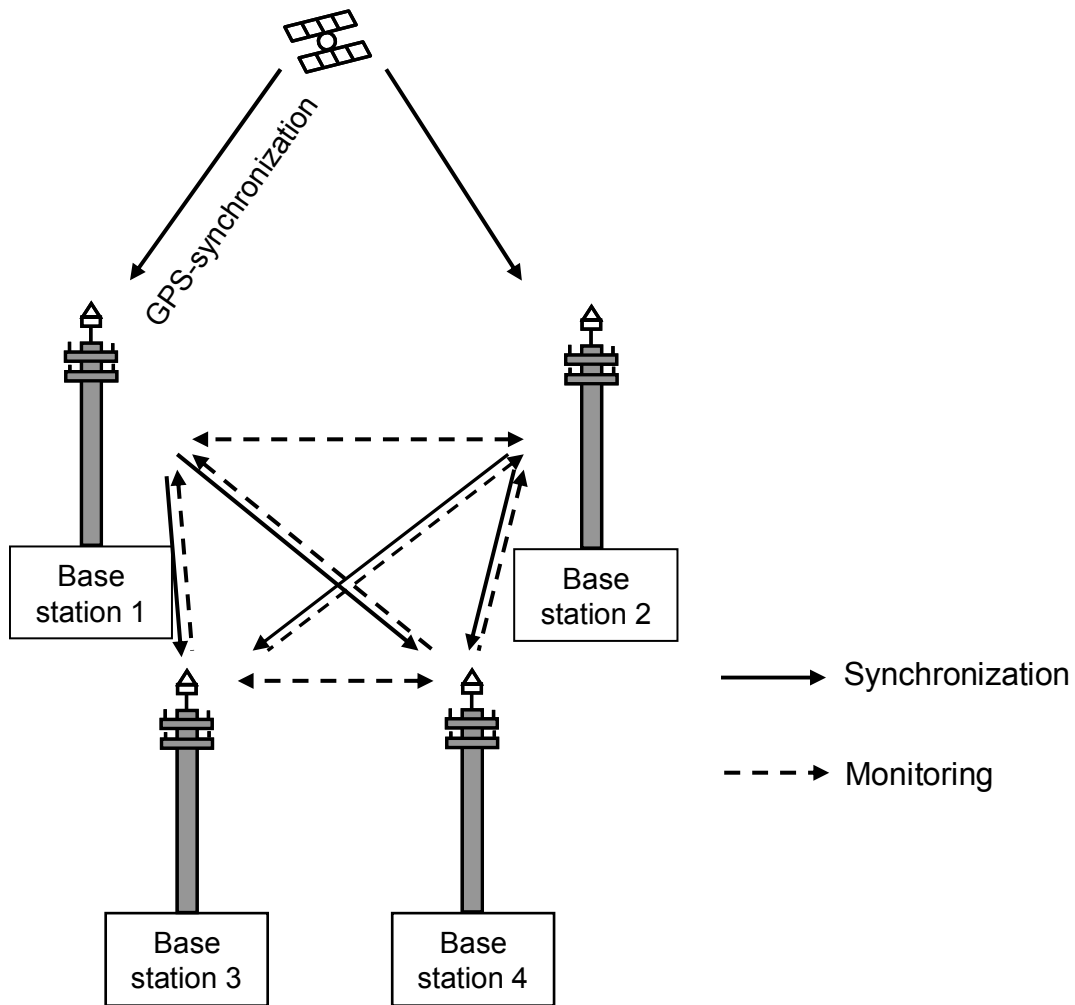 GPS-synchronization
Base
station 1
Base
station 2
Synchronization
Monitoring
Base
station 3
Base
station 4